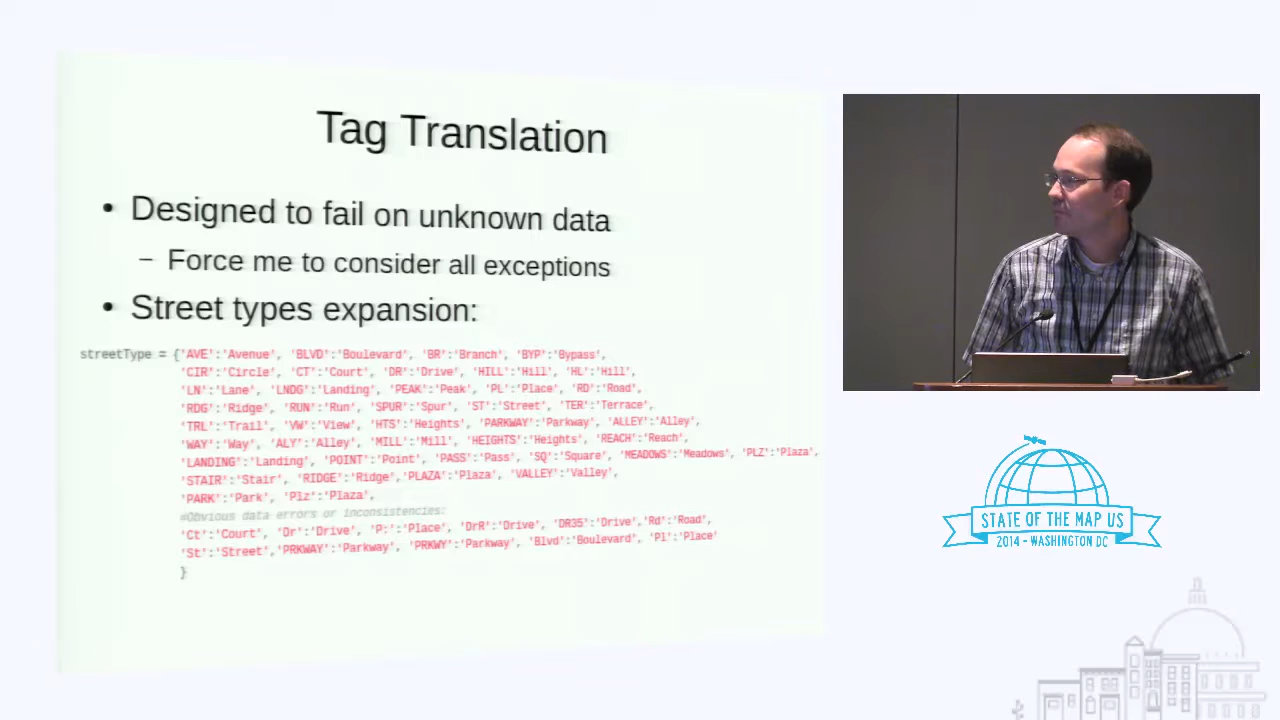 Tag Translation
• Designed to fail on unknown data
– Force me to consider all exceptions
• Street types expansion:
streetType = {'AVE':'Avenue', 'BLVD':'Boulevard', 'BR':'Branch', 'BYP':'Bypass',
'CIR':'Circle', 'CT':'Court', 'DR':'Drive', 'HILL':'Hill', 'HL':'Hill',
'LN':'Lane', 'LNDG':'Landing', 'PEAK':'Peak', 'PL':'Place', 'RD':'Road',
'RDG':'Ridge', 'RUN':'Run', 'SPUR':'Spur', 'ST':'Street', 'TER':'Terrace',
'TRL':'Trail', 'VW':'View', 'HTS':'Heights', 'PARKWAY':'Parkway', 'ALLEY':'Alley',
'WAY':'Way', 'ALY':'Alley', 'MILL':'Mill', 'HEIGHTS':'Heights', 'REACH':'Reach',
'LANDING':'Landing', 'POINT':'Point', 'PASS':'Pass', 'SQ':'Square', 'MEADOWS':'Meadows', 'PLZ':'Plaza',
'STAIR':'Stair', 'RIDGE':'Ridge','PLAZA':'Plaza', 'VALLEY':'Valley',
'PARK':'Park', 'Plz':'Plaza',
#Obvious data errors or inconsistencies:
'Ct':'Court', 'Dr':'Drive', 'P:':'Place', 'DrR':'Drive', 'DR35':'Drive','Rd':'Road',
'St':'Street','PRKWAY':'Parkway', 'PRKWY':'Parkway', 'Blvd':'Boulevard', 'Pl':'Place'
}
STATE OF THE MAP US
2014 - WASHINGTON DC